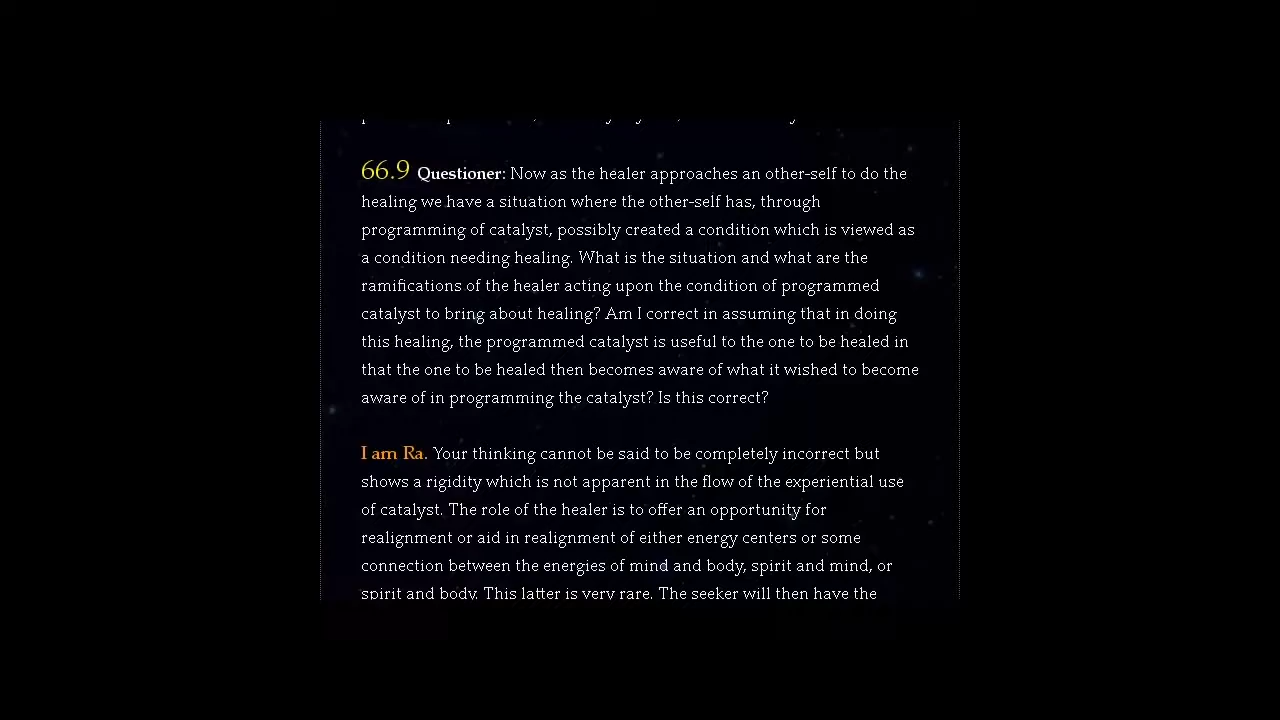 66.9 Questioner: Now as the healer approaches an other-self to do the
healing we have a situation where the other-self has, through
programming of catalyst, possibly created a condition which is viewed as
a condition needing healing. What is the situation and what are the
ramifications of the healer acting upon the condition of programmed
catalyst to bring about healing? Am I correct in assuming that in doing
this healing, the programmed catalyst is useful to the one to be healed in
that the one to be healed then becomes aware of what it wished to become
aware of in programming the catalyst? Is this correct?
I am Ra. Your thinking cannot be said to be completely incorrect but
shows a rigidity which is not apparent in the flow of the experiential use
of catalyst. The role of the healer is to offer an opportunity for
realignment or aid in realignment of either energy centers or some
connection between the energies of mind and body, spirit and mind, or
spirit and body. This latter is very rare. The seeker will then have the